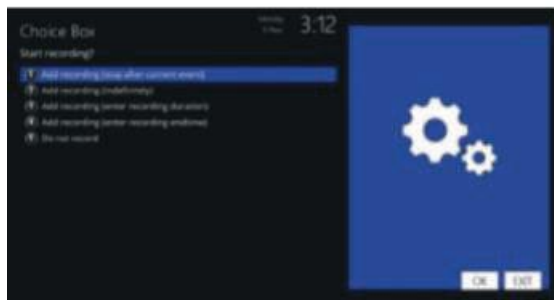 Choice Box
3:12
Start recording?
Add recording (stop after current event)
Add recording (indefinitely)
Add recording (enter recording duration)
Add recording (enter recording endtime)
Do not record
OK EXIT